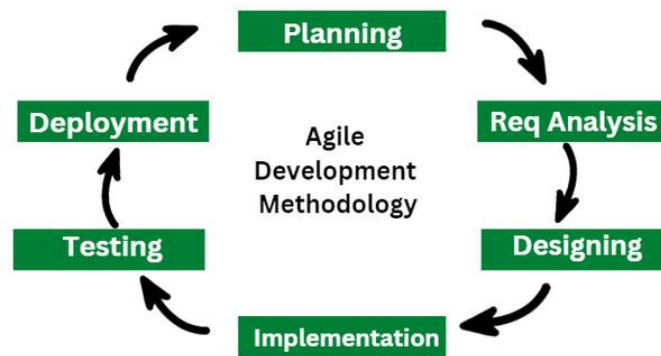 Planning
Req Analysis
Designing
Implementation
Testing
Deployment
Agile
Development
Methodology